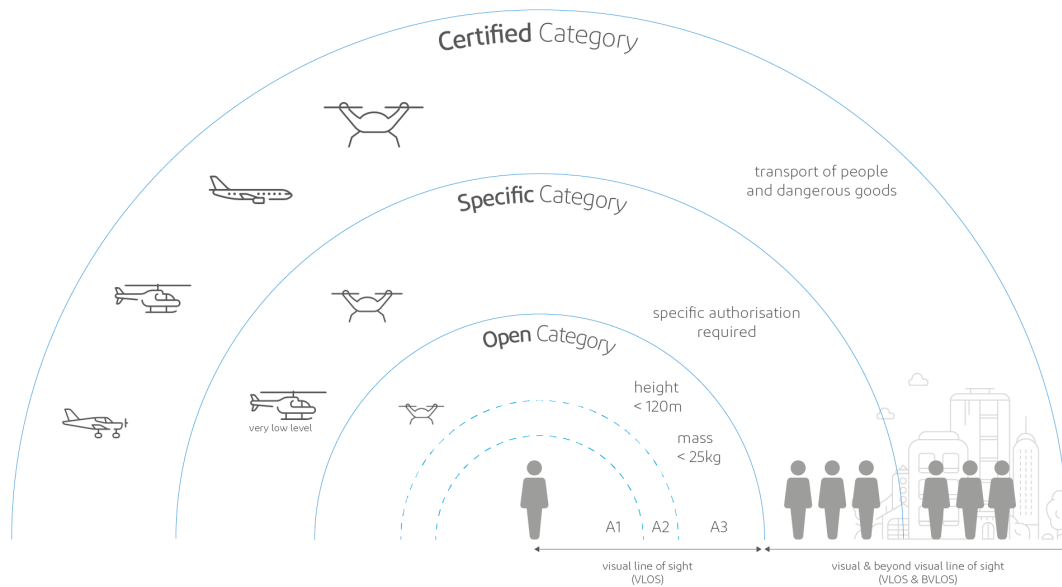 Certified Category
transport of people
and dangerous goods
Specific Category
specific authorisation
required
Open Category
height
< 120m
very low level
mass
< 25kg
A1 A2 A3
visual line of sight
(VLOS)
visual & beyond visual line of sight
(VLOS & BVLOS)